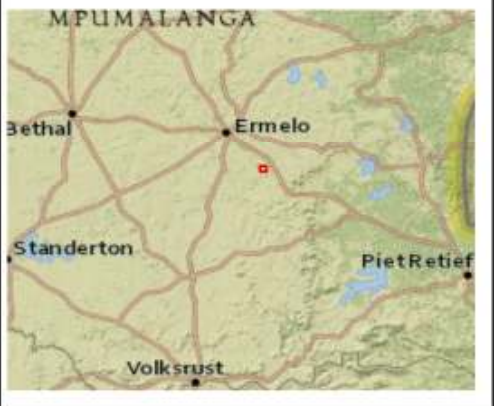 MPUMALANGA
Ermelo
Bethal
Standerton
Piet Retief
Volksrust